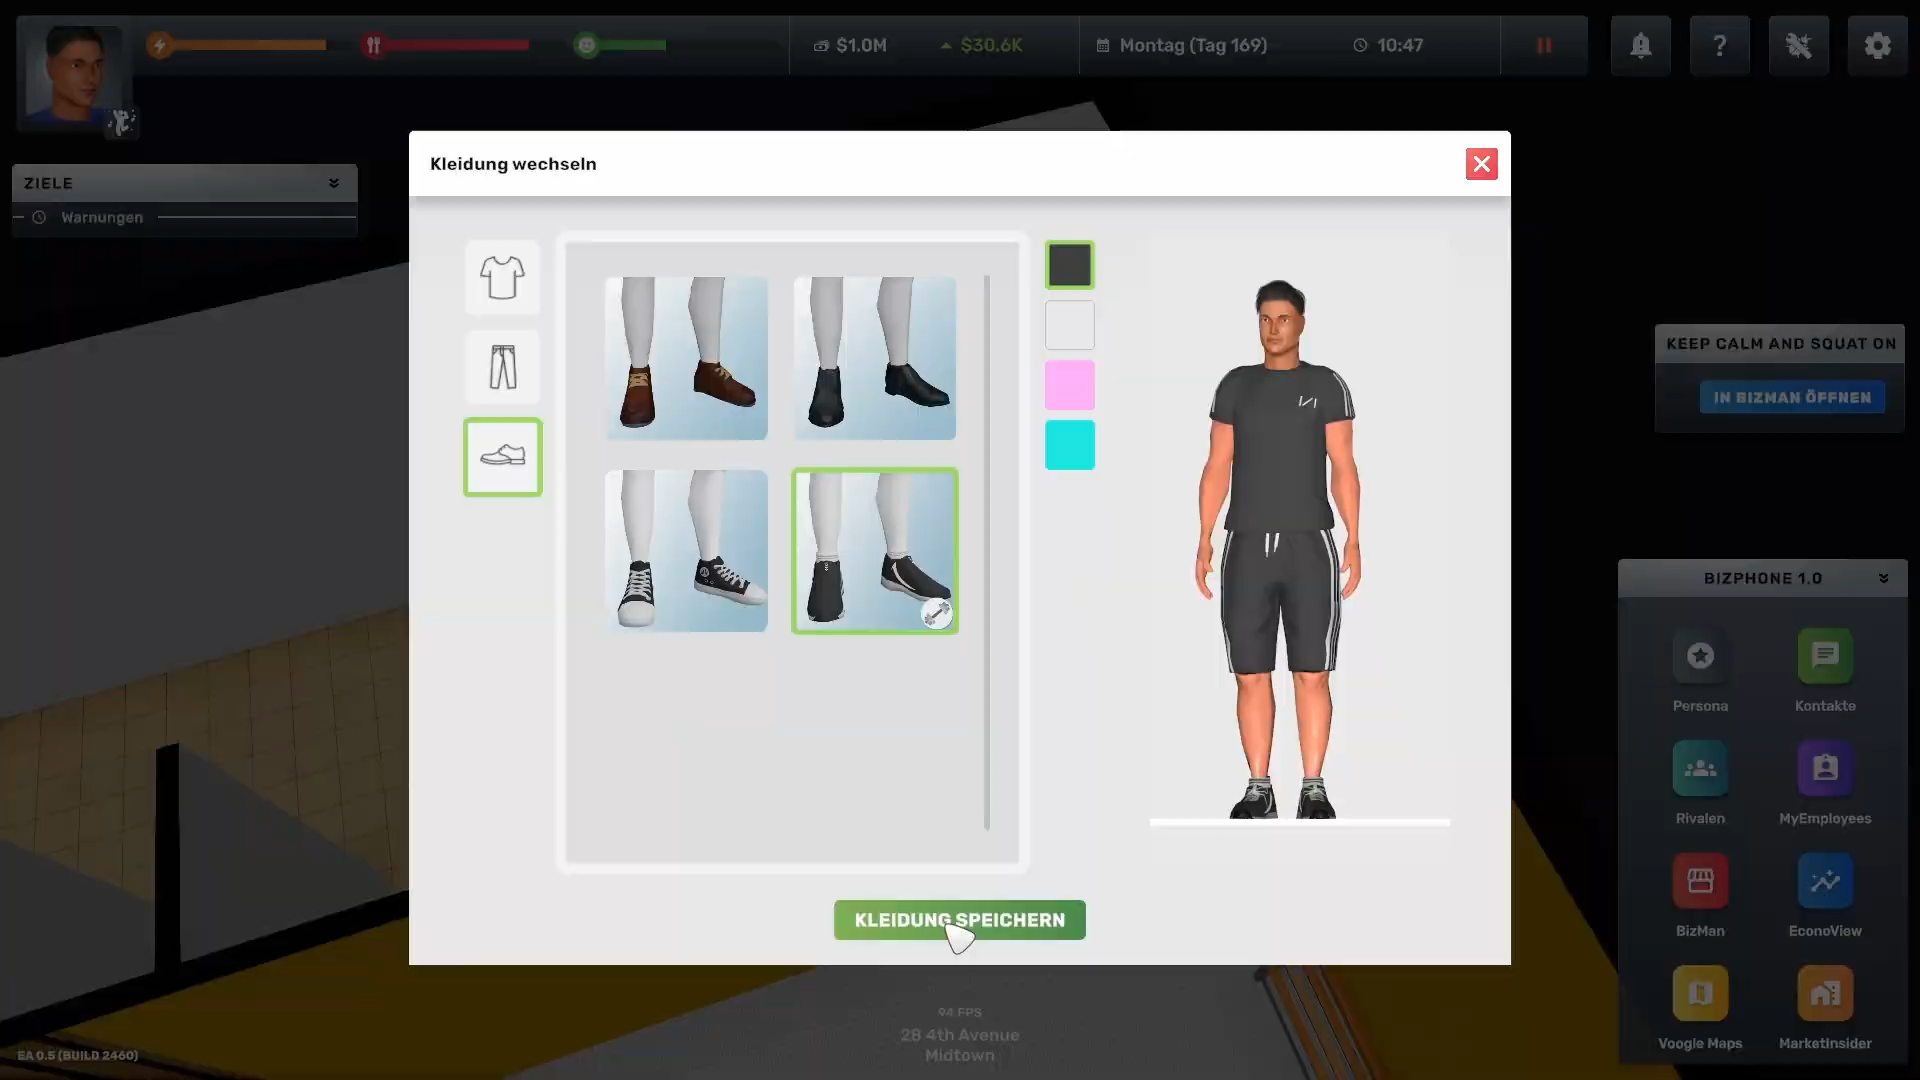 $1.0M
$30.6K
Montag (Tag 169)
10:47
?
ZIELE
Warnungen
Kleidung wechseln
KEEP CALM AND SQUAT ON
IN BIZMAN ÖFFNEN
BIZPHONE 1.0
Persona
Kontakte
Rivalen
MyEmployees
BizMan
EconoView
Voogle Maps
MarketInsider
KLEIDUNG SPEICHERN
94 FPS
28 4th Avenue
Midtown
EA 0.5 (BUILD 2460)